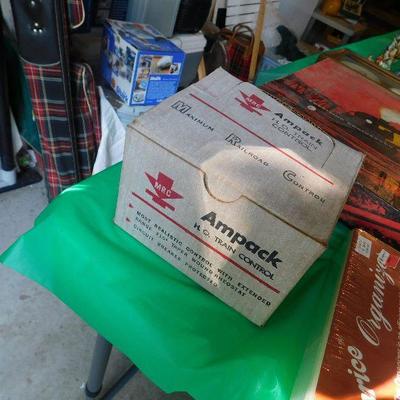 MRC
Ampack
H.O. TRAIN
CONTROL
MAXIMUM RAILROAD CONTROL
MRC
Ampack
H.O. TRAIN CONTROL
MOST REALISTIC CONTROL WITH EXTENDED
CIRCUIT BREAKER PROTECTED
Organiz